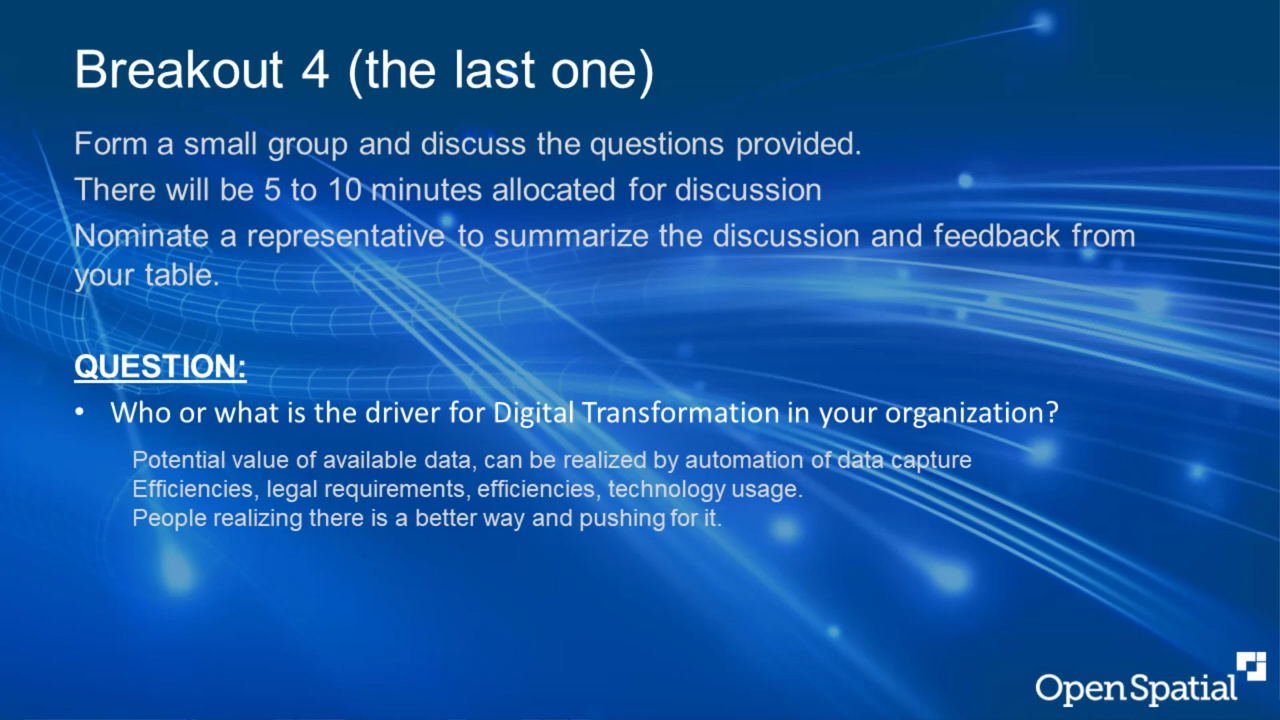 Breakout 4 (the last one)
Form a small group and discuss the questions provided.
There will be 5 to 10 minutes allocated for discussion
Nominate a representative to summarize the discussion and feedback from
your table.
QUESTION:
• Who or what is the driver for Digital Transformation in your organization?
Potential value of available data, can be realized by automation of data capture
Efficiencies, legal requirements, efficiencies, technology usage.
People realizing there is a better way and pushing for it.
Open Spatial